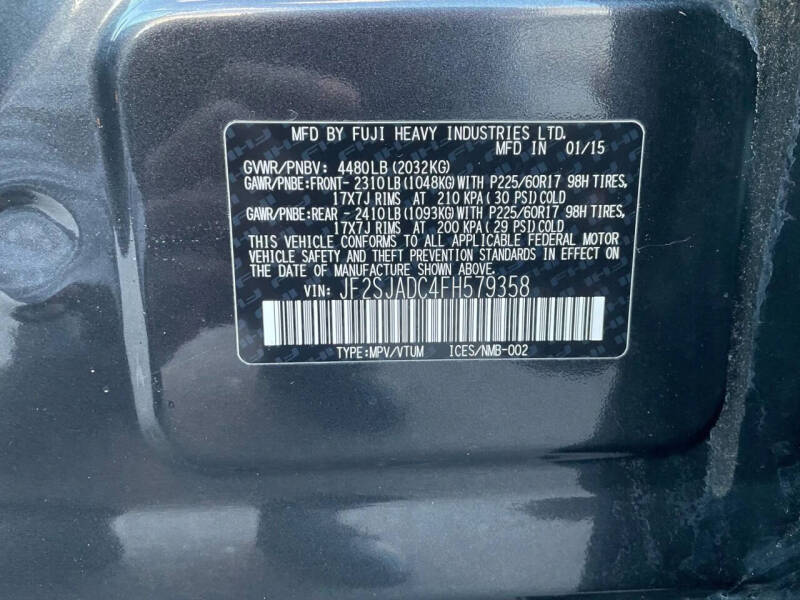 MFD BY FUJI HEAVY INDUSTRIES LTD.
MFD IN 01/15
GVWR/PNBV: 4480LB(2032KG)
GAWR/PNBE:FRONT- 2310LB(1048KG)WITH P225/60R17 98H TIRES,
17X7J RIMS AT 210 KPA(30 PSI)COLD
GAWR/PNBE:REAR - 2410LB(1093KG)WITH P225/60R17 98H TIRES,
17X7J RIMS AT 200 KPA(29 PSI)COLD
THIS VEHICLE CONFORMS TO ALL APPLICABLE FEDERAL MOTOR
VEHICLE SAFETY AND THEFT PREVENTION STANDARDS IN EFFECT ON
THE DATE OF MANUFACTURE SHOWN ABOVE.
VIN: JF2SJADC4FH579358
TYPE:MPV/VTUM ICES/NMB-002